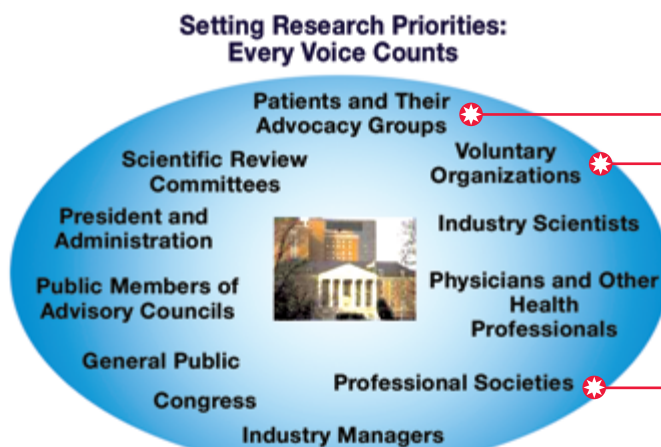 Setting Research Priorities:
Every Voice Counts
Patients and Their
Advocacy Groups
Voluntary
Organizations
Scientific Review
Committees
President and
Administration
Industry Scientists
Public Members of
Advisory Councils
Physicians and Other
Health
Professionals
General Public
Professional Societies
Congress
Industry Managers